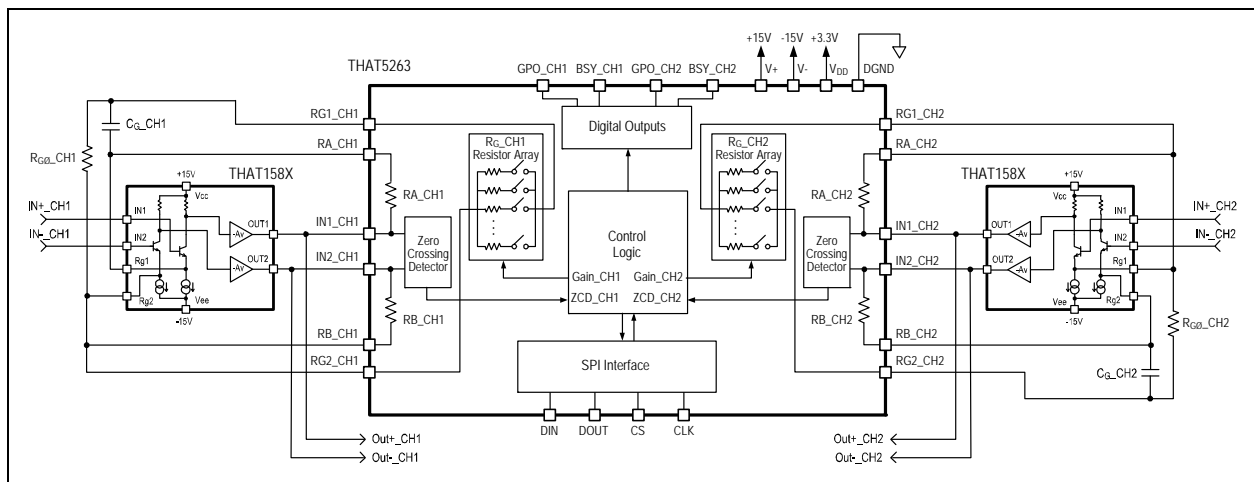 +15V -15V +3.3V
THAT5263
GPO_CH1 BSY_CH1 GPO_CH2 BSY_CH2 V+ V- VDD DGND
RG1_CH1
RG1_CH2
CG_CH1
Digital Outputs
RA_CH1
RA_CH2
RG_CH1
Resistor Array
RG_CH2
Resistor Array
RGØ_CH1
THAT158X
THAT158X
+15V
Vcc
RA_CH1
RA_CH2
+15V
Vcc
IN+_CH1
IN1
OUT1
-Av
IN1_CH1
IN1_CH2
OUT1
-Av
IN1
IN+_CH2
IN-_CH1
IN2
OUT2
-Av
IN2_CH1
Zero
Crossing
Detector
Control
Logic
Zero
Crossing
Detector
IN2_CH2
OUT2
-Av
IN2
IN-_CH2
Rg1
Rg1
Gain_CH1 Gain_CH2
Rg2
Vee
-15V
ZCD_CH1 ZCD_CH2
Vee
Rg2
-15V
RB_CH1
RB_CH2
RGØ_CH2
RB_CH1
RB_CH2
RG2_CH1
SPI Interface
RG2_CH2
CG_CH2
DIN DOUT CS CLK
Out+_CH1
Out+_CH2
Out-_CH1
Out-_CH2